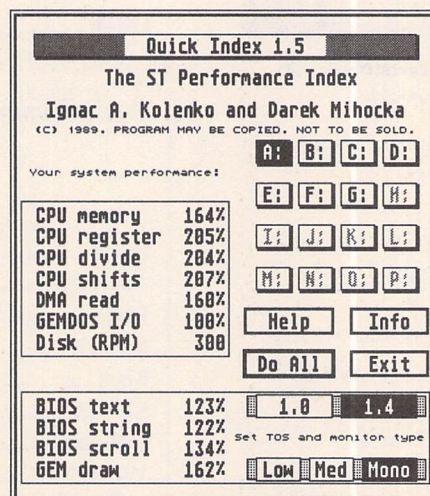 Quick Index 1.5
The ST Performance Index
Ignac A. Kolenko and Darek Mihocka
(C) 1989. PROGRAM MAY BE COPIED. NOT TO BE SOLD.
A: B: C: D:
Your system performance:
E: F: G: H:
I: J: K: L:
M: N: O: P:
CPU memory 164%
CPU register 205%
CPU divide 204%
CPU shifts 207%
DMA read 160%
GEMDOS I/O 100%
Disk (RPM) 300
Help Info
Do All Exit
BIOS text 123%
BIOS string 122%
BIOS scroll 134%
GEM draw 162%
1.0 1.4
Set TOS and monitor type
Low Med Mono